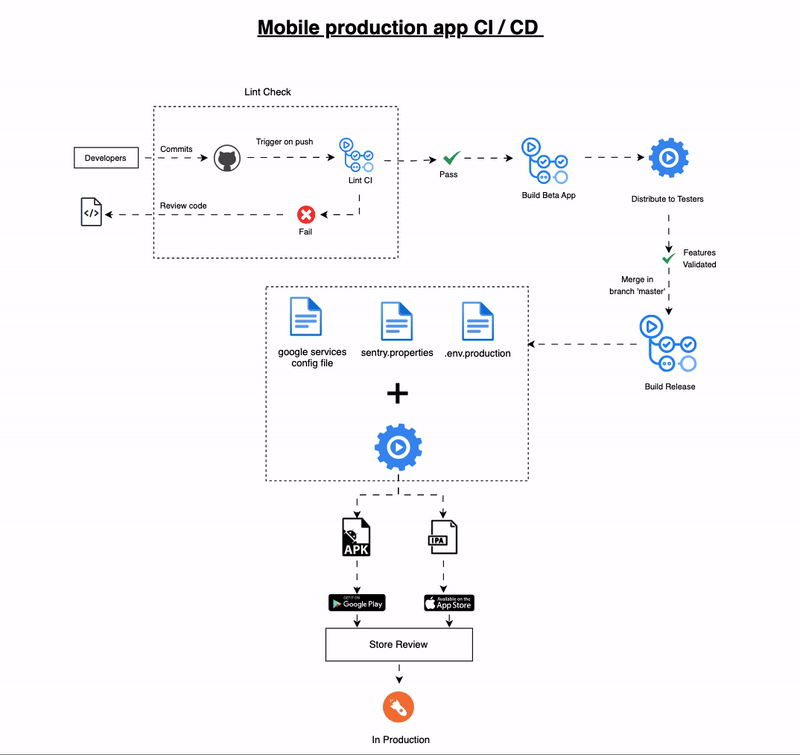 Mobile production app CI / CD
Lint Check
Developers
Commits
Trigger on push
Lint CI
Pass
Build Beta App
Distribute to Testers
</>
Review code
Fail
Features
Validated
Merge in
branch 'master'
Build Release
google services
config file
sentry.properties
.env.production
+
APK
IPA
GET IT ON
Google Play
Available on the
App Store
Store Review
In Production